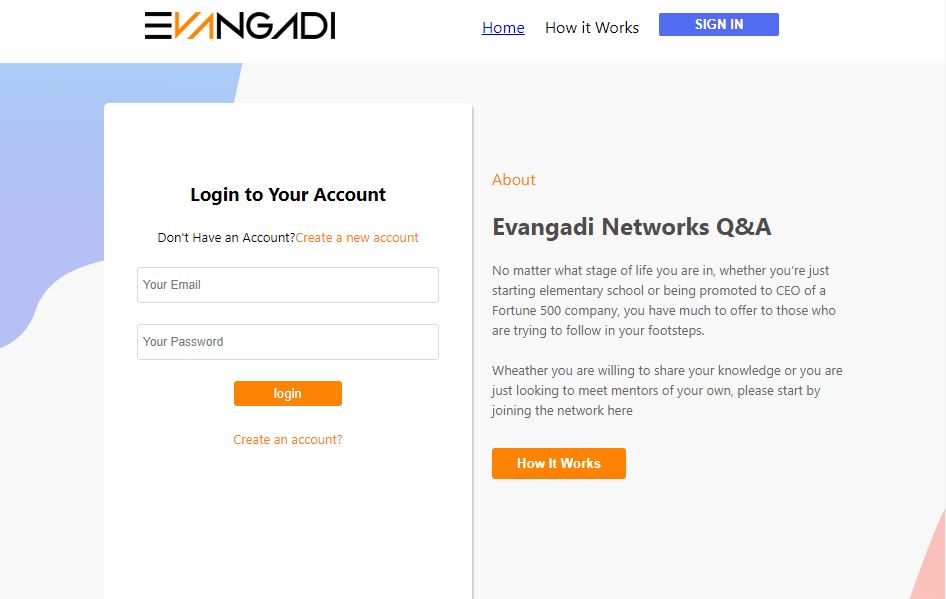 EVANGADI
Home How it Works SIGN IN
Login to Your Account
Don't Have an Account?Create a new account
Your Email
Your Password
login
Create an account?
About
Evangadi Networks Q&A
No matter what stage of life you are in, whether you’re just
starting elementary school or being promoted to CEO of a
Fortune 500 company, you have much to offer to those who
are trying to follow in your footsteps.
Wheather you are willing to share your knowledge or you are
just looking to meet mentors of your own, please start by
joining the network here
How It Works